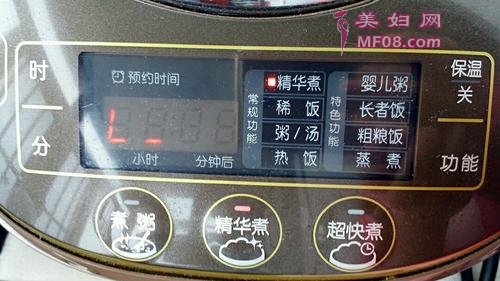 美妇网
MF08.com
时
预约时间
精华煮
婴儿粥
保温
关
L
常规功能
稀饭
特色功能
长者饭
粥/汤
粗粮饭
分
小时
分钟后
热饭
蒸煮
功能
煮粥
精华煮
超快煮